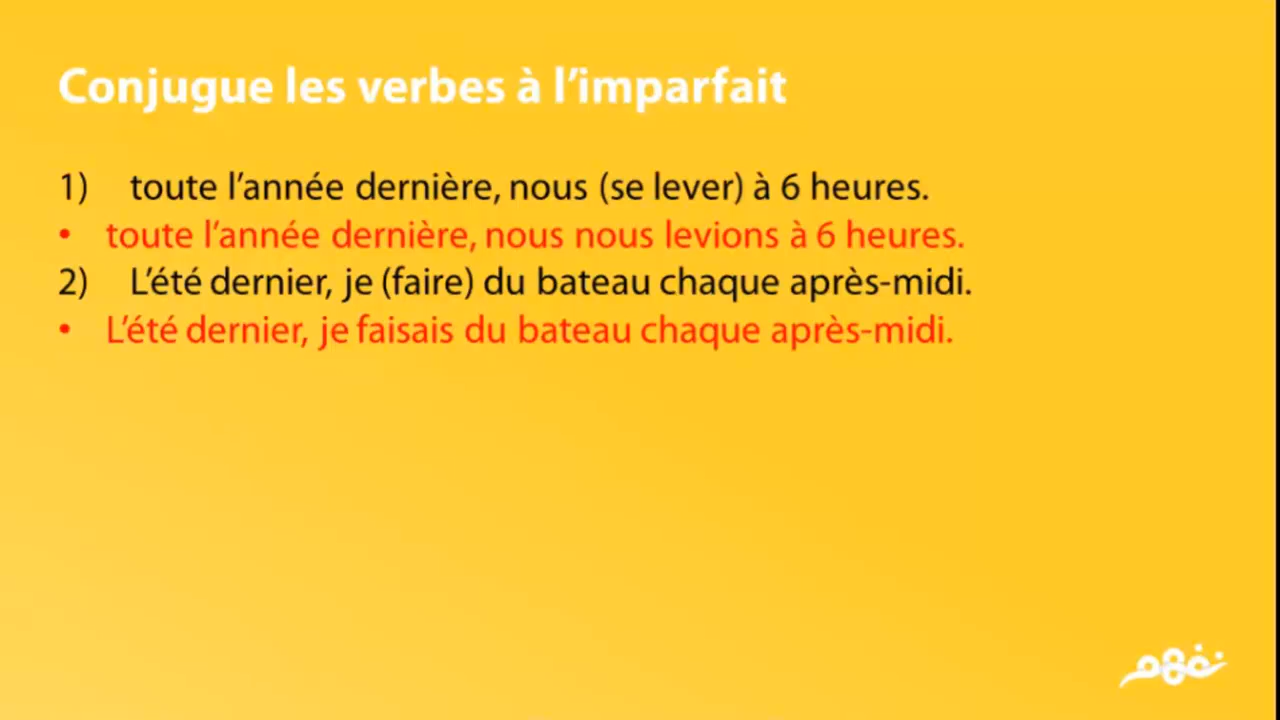 Conjugue les verbes à l’imparfait
1) toute l’année dernière, nous (se lever) à 6 heures.
• toute l’année dernière, nous nous levions à 6 heures.
2) L’été dernier, je (faire) du bateau chaque après-midi.
• L’été dernier, je faisais du bateau chaque après-midi.
نفهم